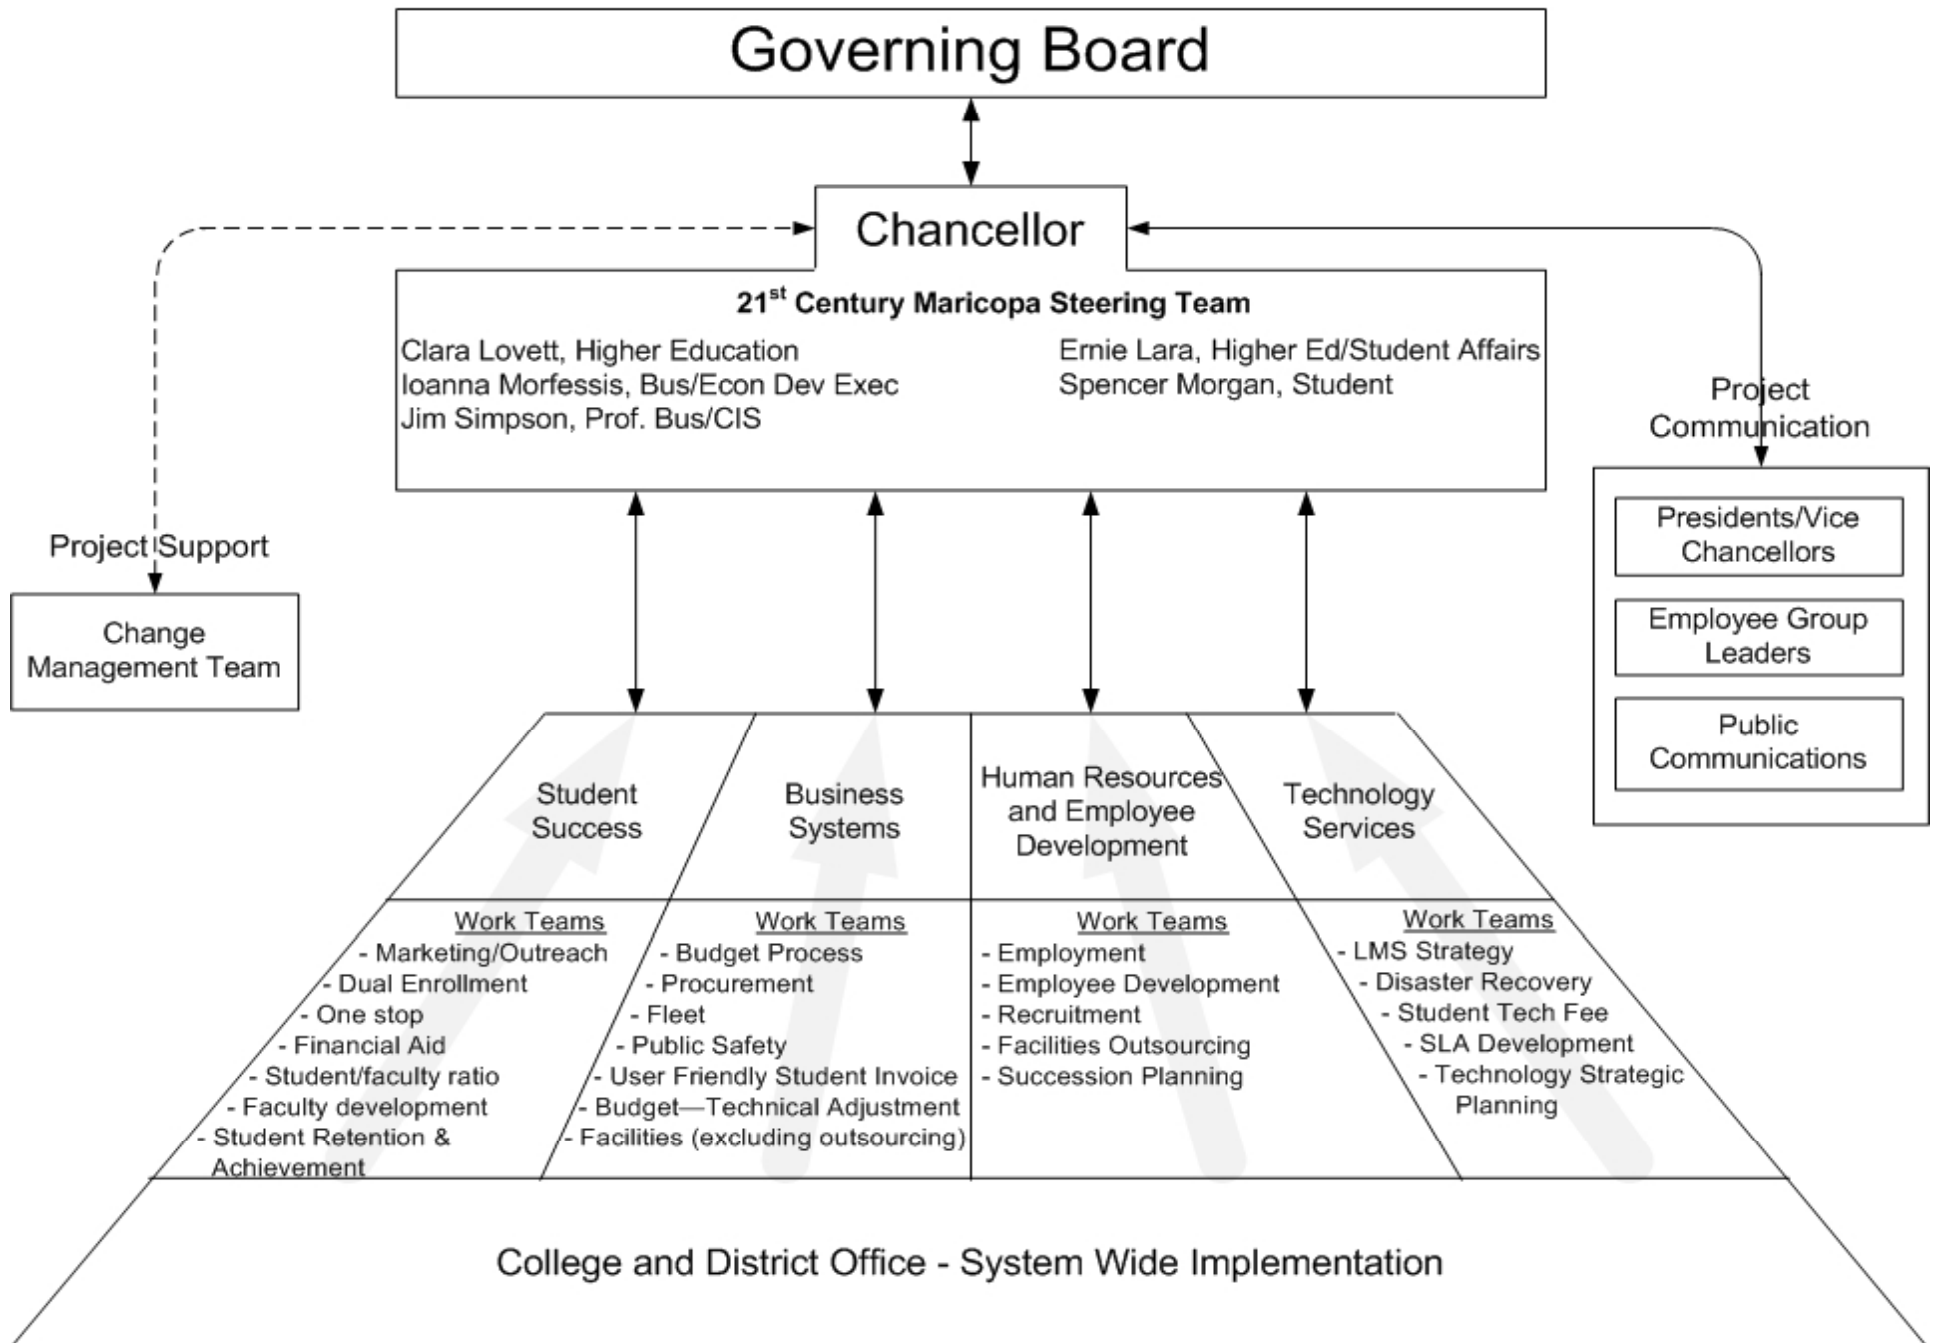 Governing Board
Chancellor
21st Century Maricopa Steering Team
Clara Lovett, Higher Education
Ioanna Morfessis, Bus/Econ Dev Exec
Jim Simpson, Prof. Bus/CIS
Ernie Lara, Higher Ed/Student Affairs
Spencer Morgan, Student
Project Support
Change
Management Team
Project
Communication
Presidents/Vice
Chancellors
Employee Group
Leaders
Public
Communications
Student
Success
Work Teams
- Marketing/Outreach
- Dual Enrollment
- One stop
- Financial Aid
- Student/faculty ratio
- Faculty development
- Student Retention &
Achievement
Business
Systems
Work Teams
- Budget Process
- Procurement
- Fleet
- Public Safety
- User Friendly Student Invoice
- Budget—Technical Adjustment
- Facilities (excluding outsourcing)
Human Resources
and Employee
Development
Work Teams
- Employment
- Employee Development
- Recruitment
- Facilities Outsourcing
- Succession Planning
Technology
Services
Work Teams
- LMS Strategy
- Disaster Recovery
- Student Tech Fee
- SLA Development
- Technology Strategic
Planning
College and District Office - System Wide Implementation